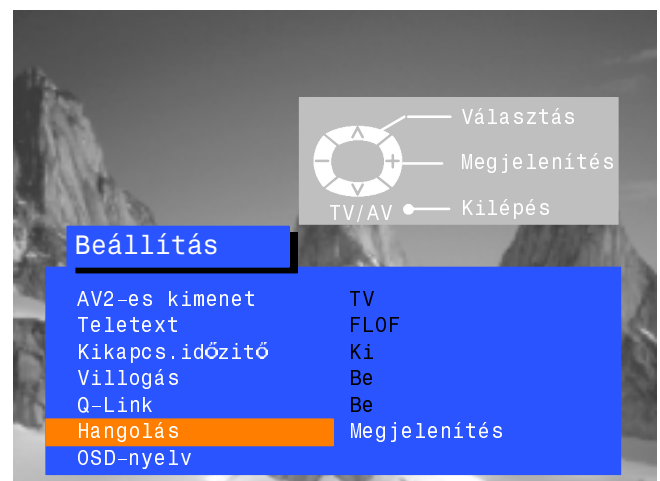 Választás
Megjelenítés
TV/AV Kilépés
Beállítás
AV2-es kimenet TV
Teletext FLOF
Kikapcs.időzitő Ki
Villogás Be
Q-Link Be
Hangolás Megjelenítés
OSD-nyelv